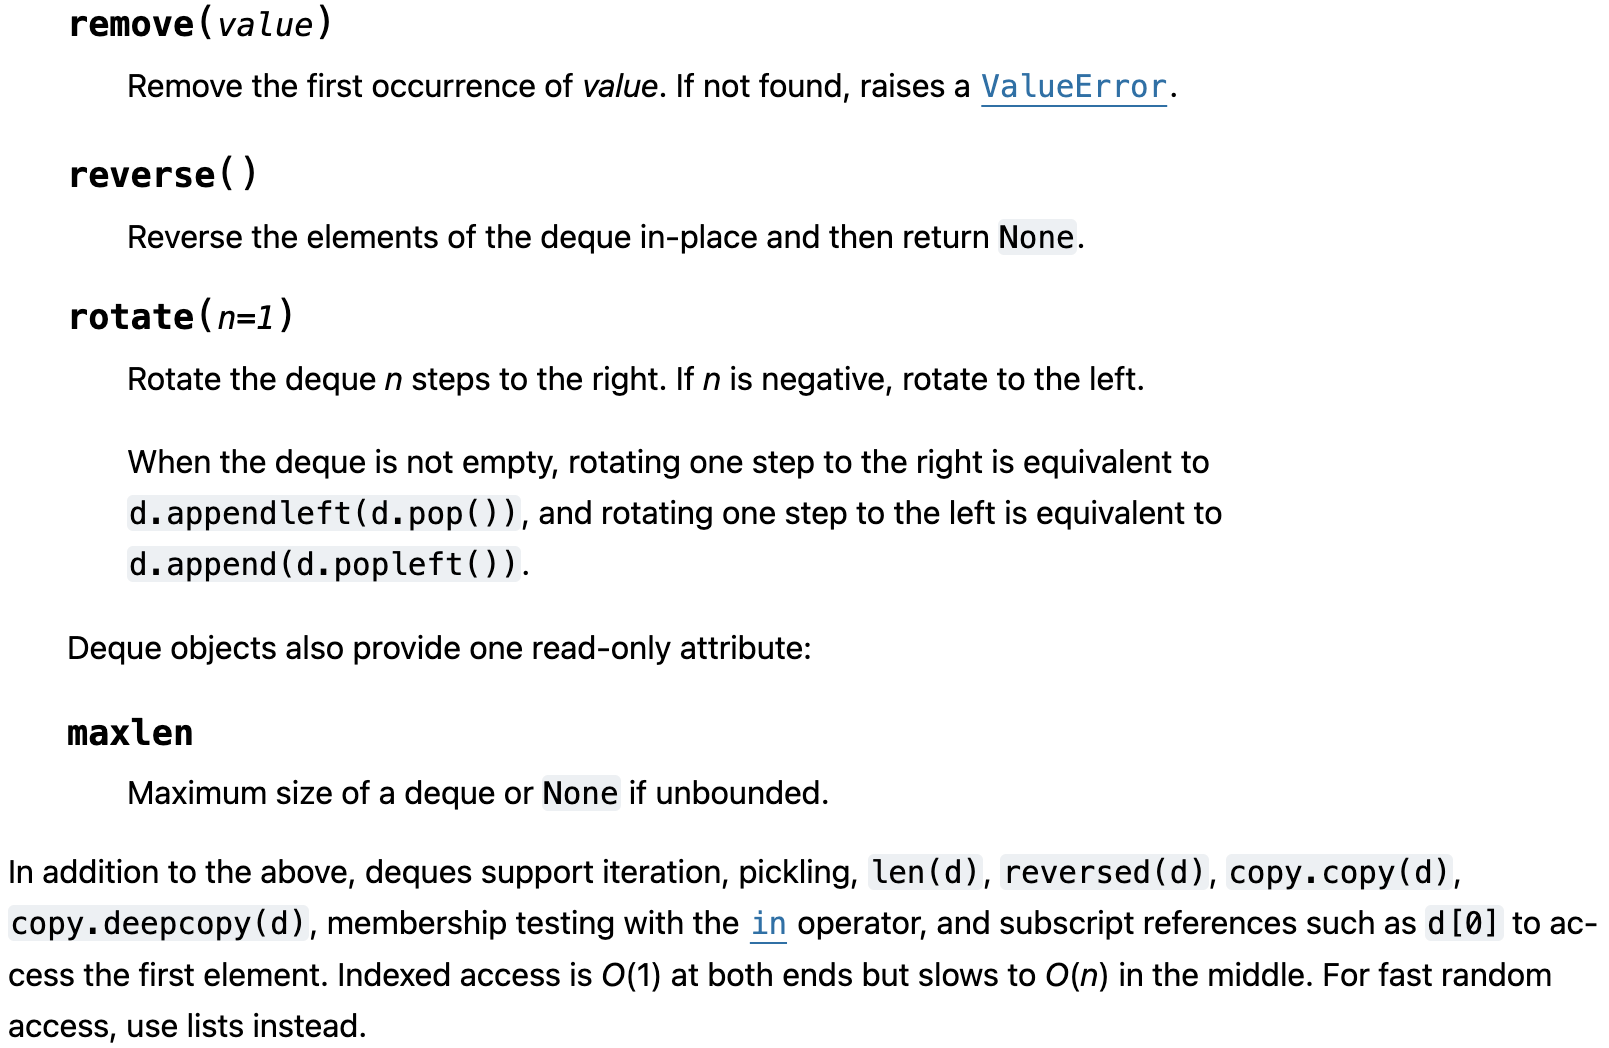 remove(value)
Remove the first occurrence of value. If not found, raises a ValueError.
reverse()
Reverse the elements of the deque in-place and then return None.
rotate(n=1)
Rotate the deque n steps to the right. If n is negative, rotate to the left.
When the deque is not empty, rotating one step to the right is equivalent to
d.appendleft(d.pop()), and rotating one step to the left is equivalent to
d.append(d.popleft()).
Deque objects also provide one read-only attribute:
maxlen
Maximum size of a deque or None if unbounded.
In addition to the above, deques support iteration, pickling, len(d), reversed(d), copy.copy(d),
copy.deepcopy(d), membership testing with the in operator, and subscript references such as d[0] to ac-
cess the first element. Indexed access is O(1) at both ends but slows to O(n) in the middle. For fast random
access, use lists instead.